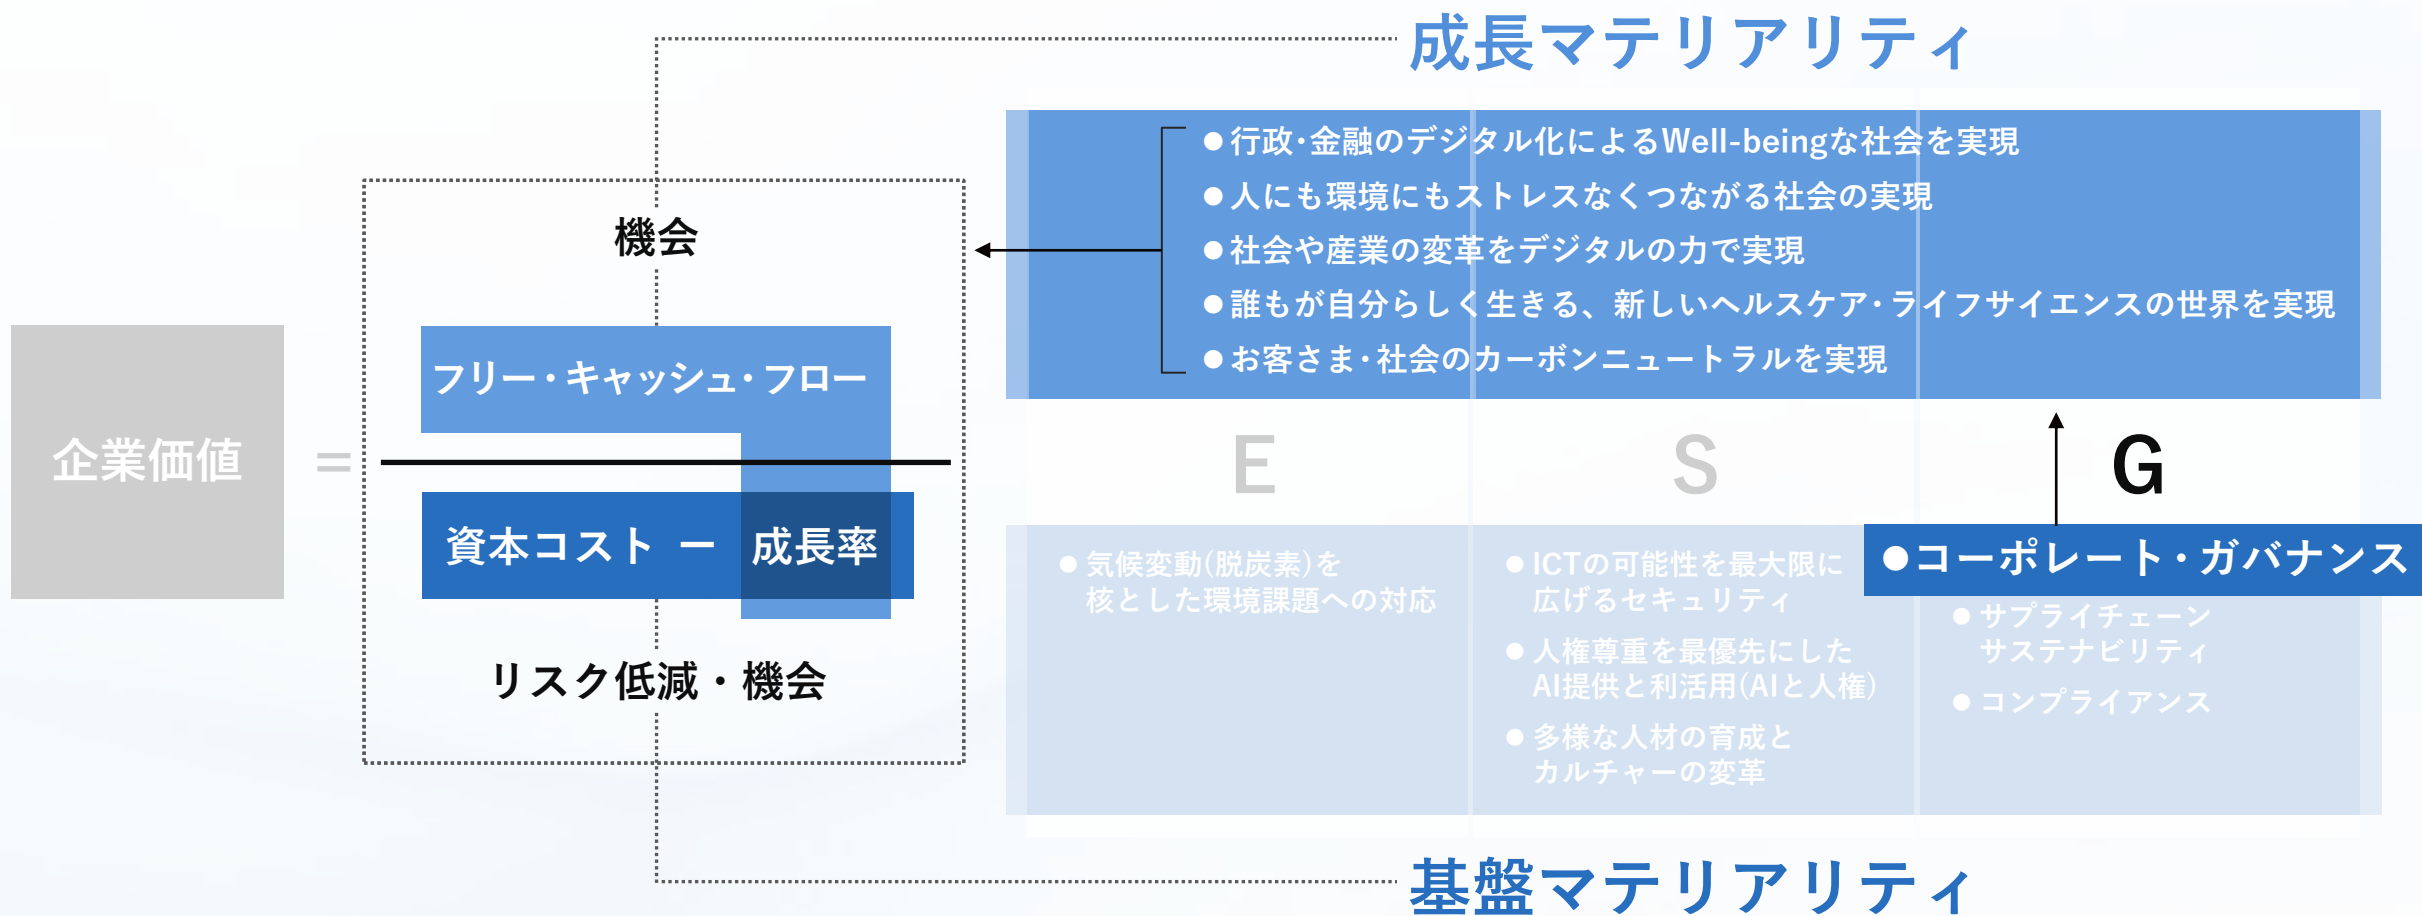 成長マテリアリティ
●行政・金融のデジタル化によるWell-beingな社会を実現
●人にも環境にもストレスなくつながる社会の実現
●社会や産業の変革をデジタルの力で実現
●誰もが自分らしく生きる、新しいヘルスケア・ライフサイエンスの世界を実現
●お客さま・社会のカーボンニュートラルを実現
機会
フリー・キャッシュ・フロー
企業価値
=
資本コスト － 成長率
リスク低減・機会
E
S
G
●気候変動(脱炭素)を
核とした環境課題への対応
●ICTの可能性を最大限に
広げるセキュリティ
●人権尊重を最優先にした
AI提供と利活用(AIと人権)
●多様な人材の育成と
カルチャーの変革
●コーポレート・ガバナンス
●サプライチェーン
サステナビリティ
●コンプライアンス
基盤マテリアリティ